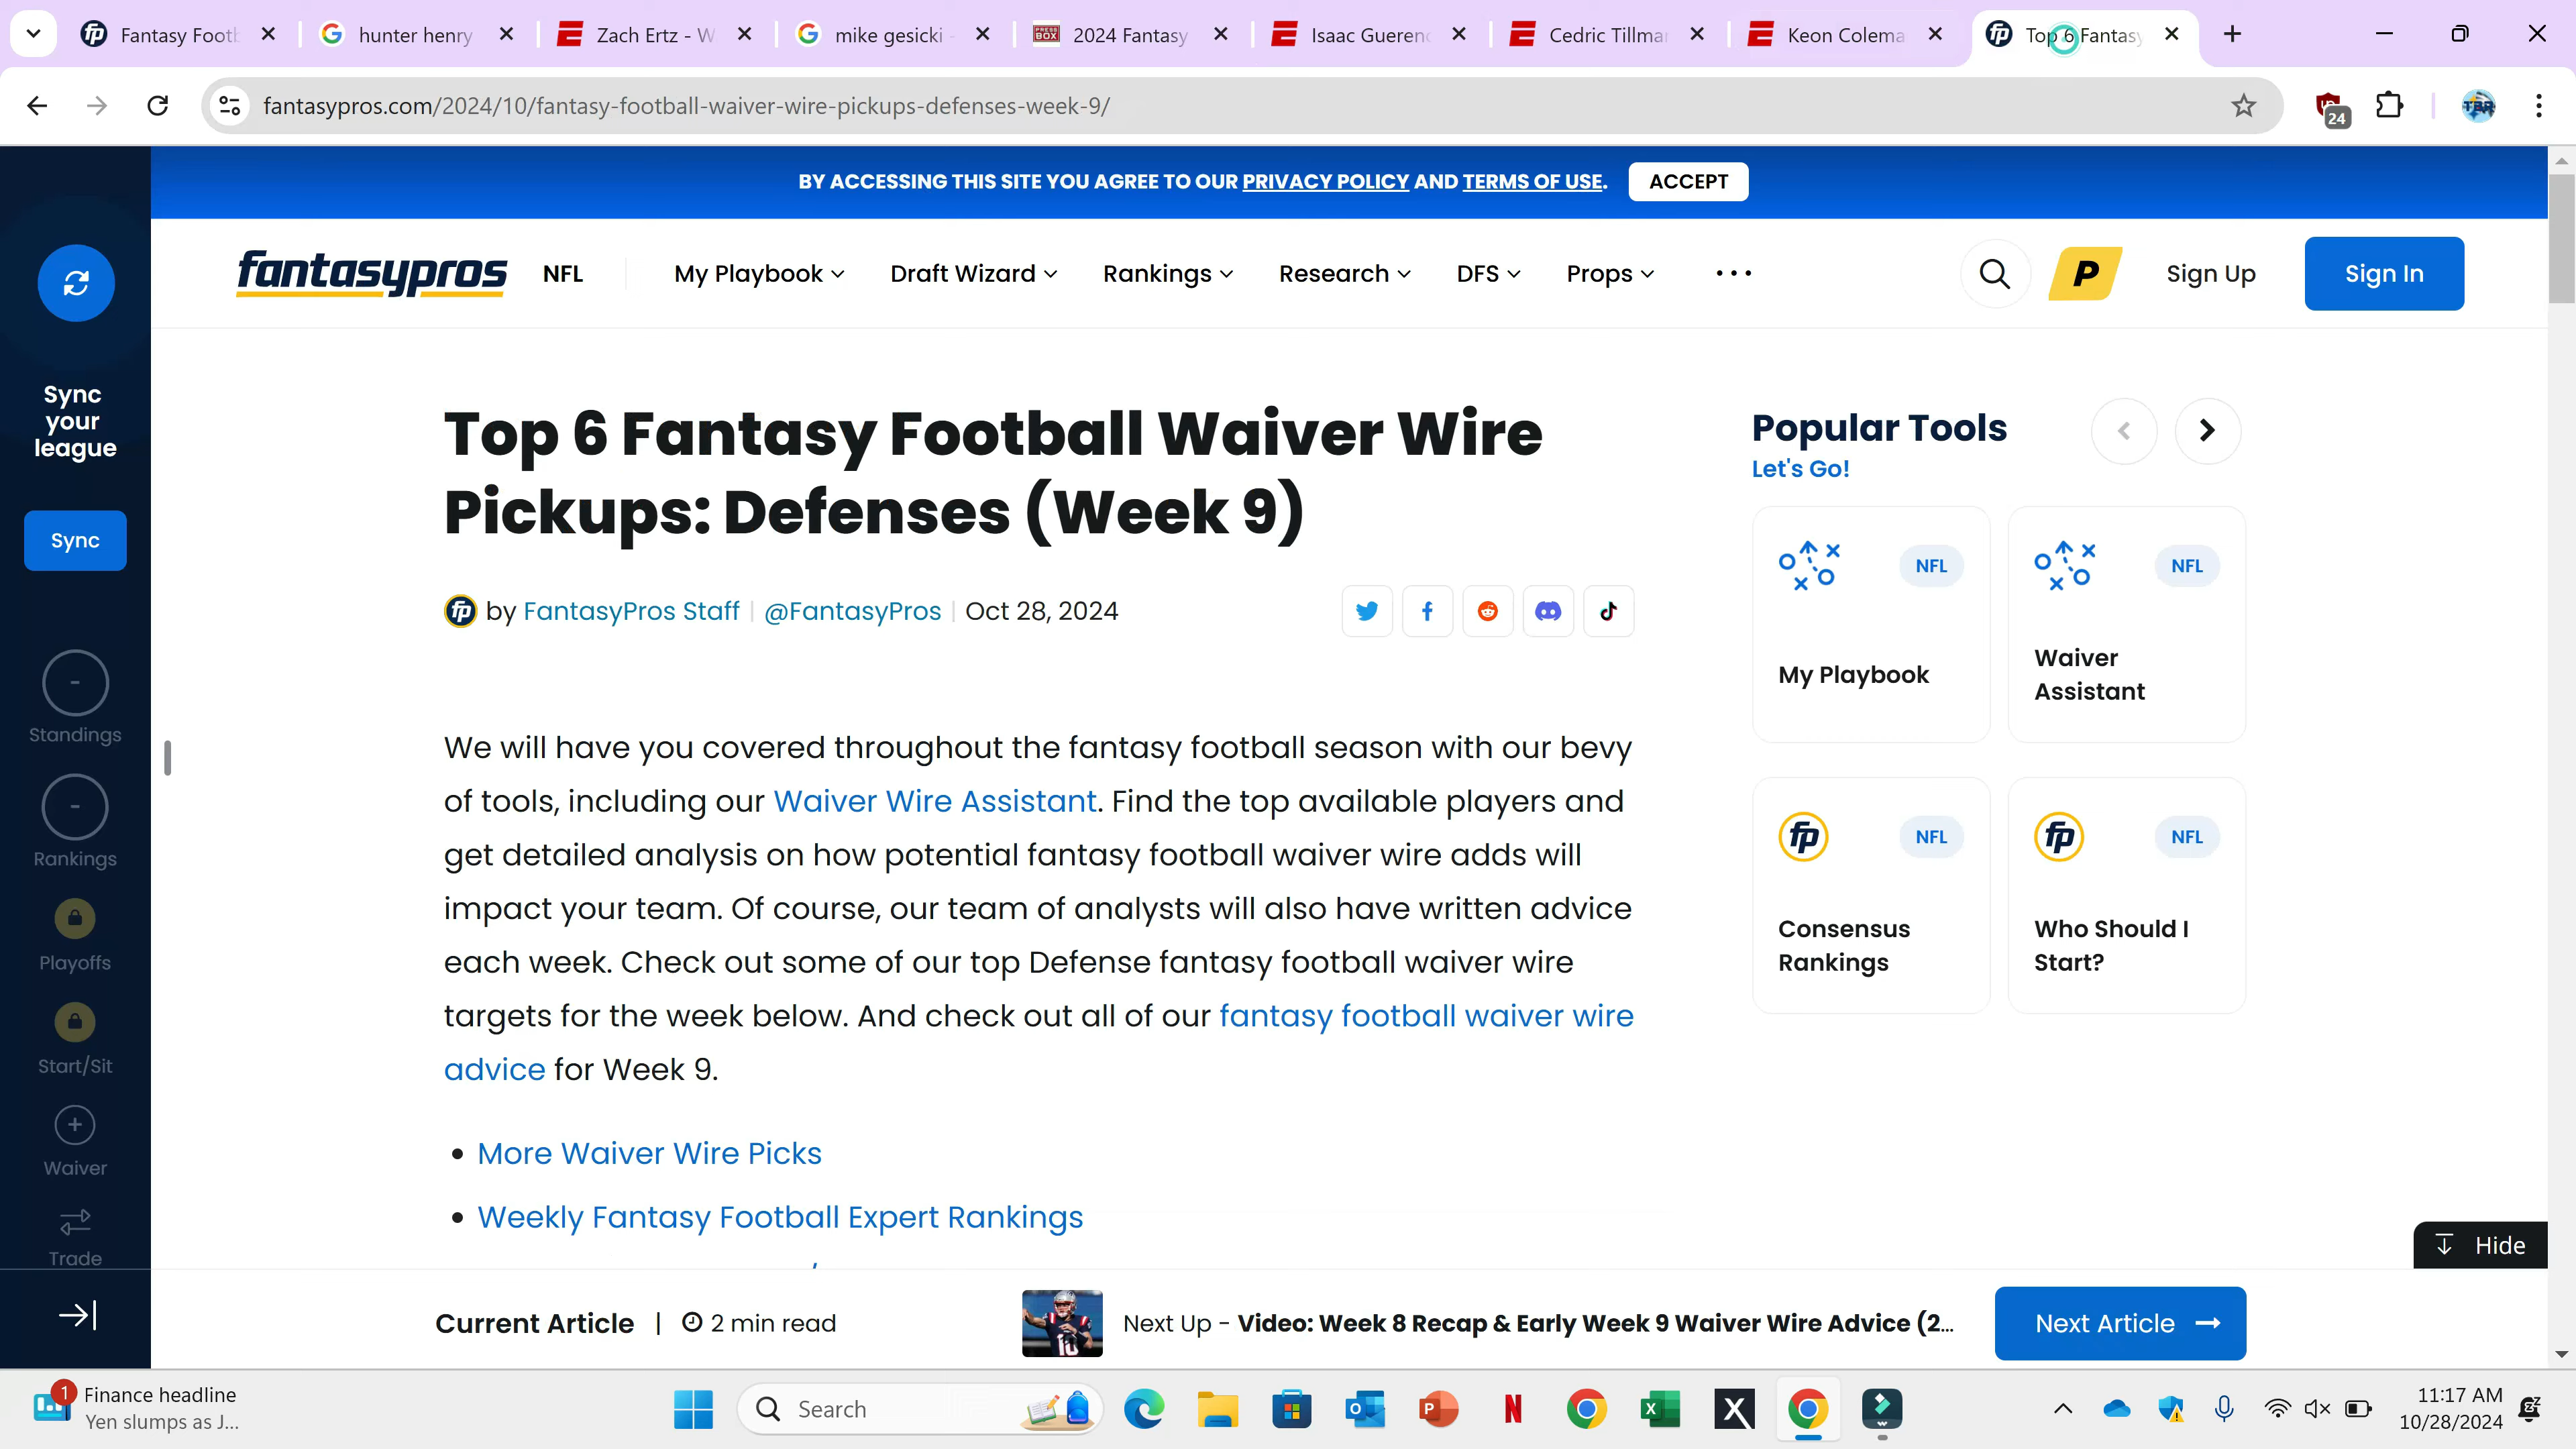 Fantasy Footb
hunter henry
Zach Ertz - W
mike gesicki -
2024 Fantasy
Isaac Gueren
Cedric Tillma
Keon Colema
Top 6 Fantasy
fantasypros.com/2024/10/fantasy-football-waiver-wire-pickups-defenses-week-9/
24
BY ACCESSING THIS SITE YOU AGREE TO OUR PRIVACY POLICY AND TERMS OF USE.
ACCEPT
fantasypros
NFL
My Playbook
Draft Wizard
Rankings
Research
DFS
Props
P
Sign Up
Sign In
Sync
your
league
Sync
Standings
Rankings
Playoffs
Start/Sit
Waiver
Trade
Top 6 Fantasy Football Waiver Wire
Pickups: Defenses (Week 9)
by FantasyPros Staff | @FantasyPros | Oct 28, 2024
We will have you covered throughout the fantasy football season with our bevy
of tools, including our Waiver Wire Assistant. Find the top available players and
get detailed analysis on how potential fantasy football waiver wire adds will
impact your team. Of course, our team of analysts will also have written advice
each week. Check out some of our top Defense fantasy football waiver wire
targets for the week below. And check out all of our fantasy football waiver wire
advice for Week 9.
• More Waiver Wire Picks
• Weekly Fantasy Football Expert Rankings
Popular Tools
Let's Go!
NFL
My Playbook
NFL
Waiver
Assistant
fp
NFL
Consensus
Rankings
fp
NFL
Who Should I
Start?
Hide
Current Article | 2 min read
Next Up - Video: Week 8 Recap & Early Week 9 Waiver Wire Advice (2...
Next Article
1
Finance headline
Yen slumps as J...
Search
11:17 AM
10/28/2024